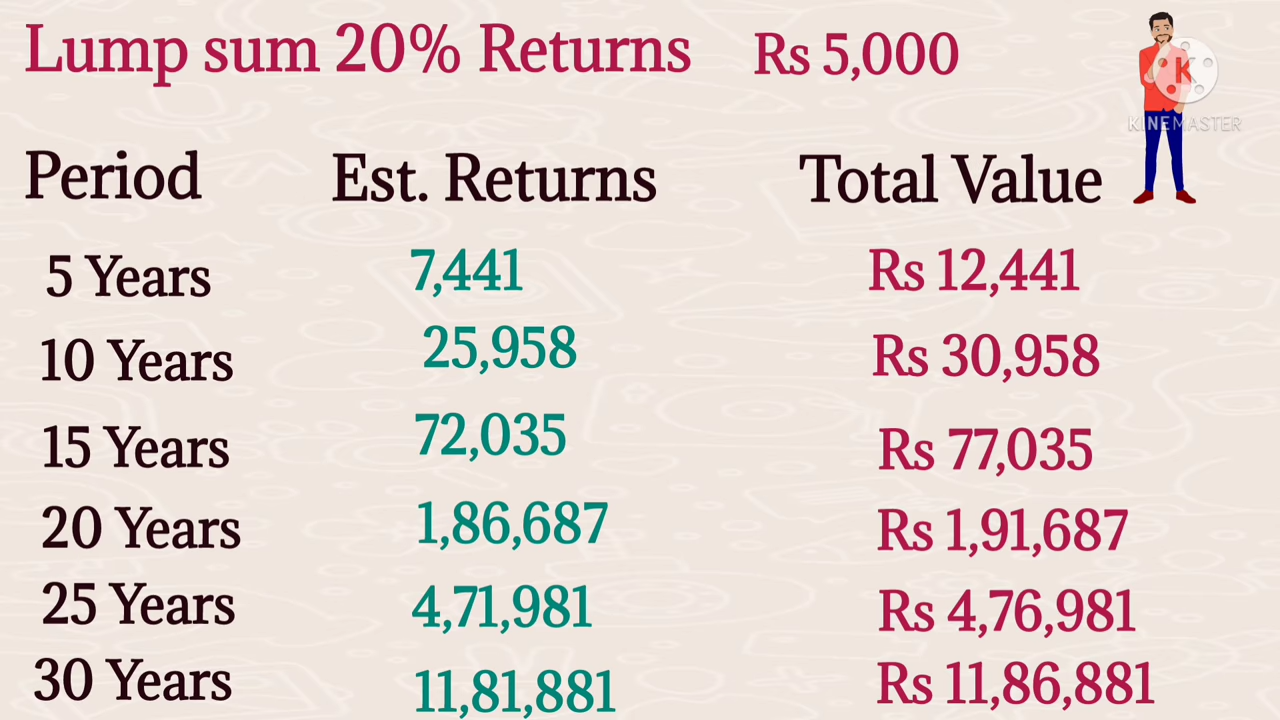 Lump sum 20% Returns Rs 5,000
K
KINEMASTER
Period Est. Returns Total Value
5 Years 7,441 Rs 12,441
10 Years 25,958 Rs 30,958
15 Years 72,035 Rs 77,035
20 Years 1,86,687 Rs 1,91,687
25 Years 4,71,981 Rs 4,76,981
30 Years 11,81,881 Rs 11,86,881